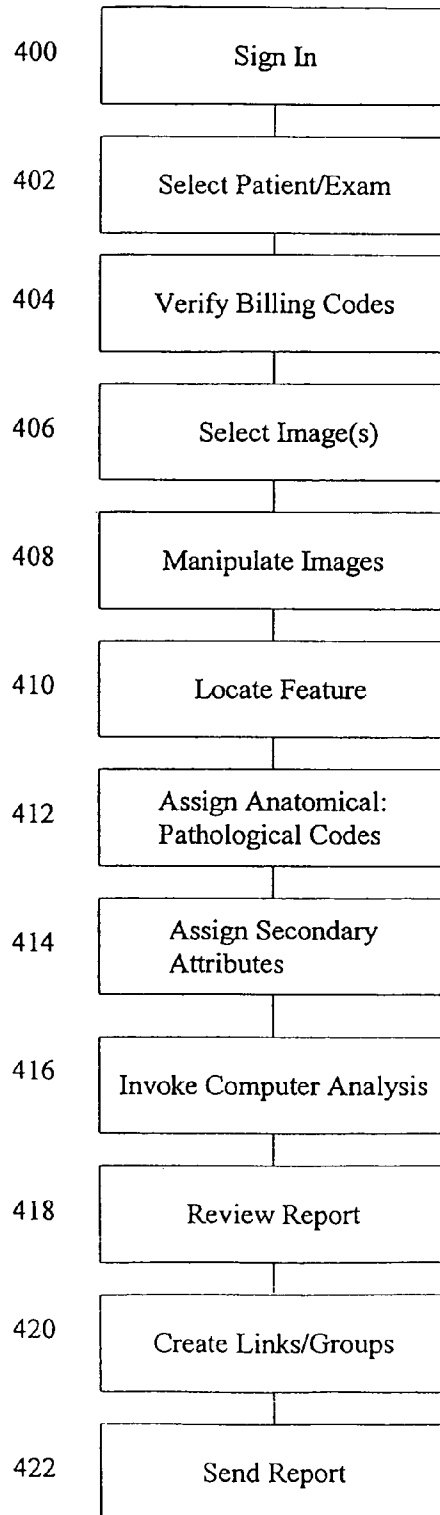 400 Sign In
402 Select Patient/Exam
404 Verify Billing Codes
406 Select Image(s)
408 Manipulate Images
410 Locate Feature
412 Assign Anatomical:
Pathological Codes
414 Assign Secondary
Attributes
416 Invoke Computer Analysis
418 Review Report
420 Create Links/Groups
422 Send Report